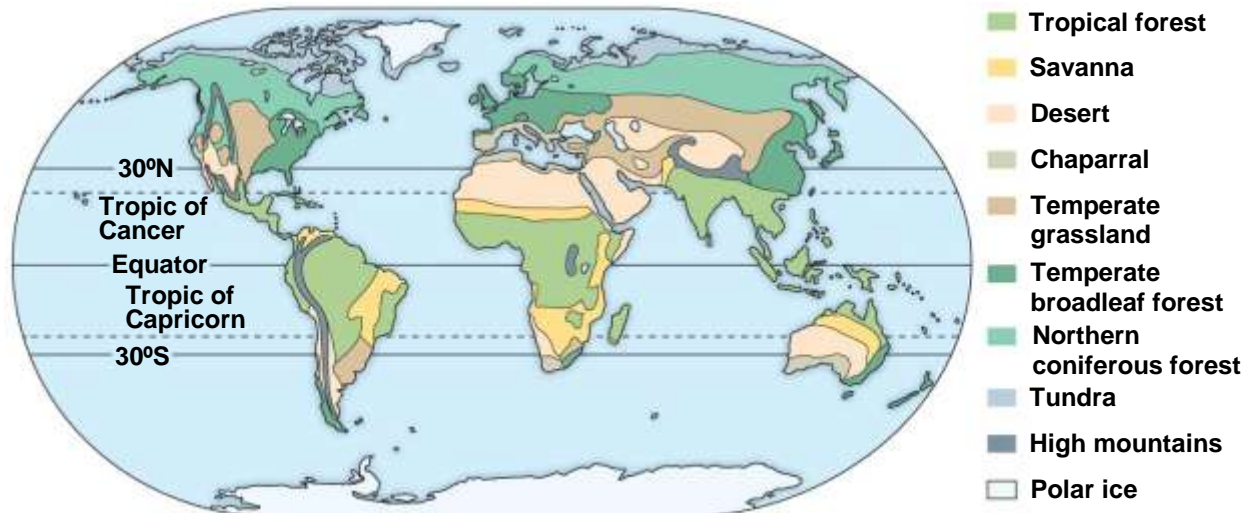 30ºN
Tropic of
Cancer
Equator
Tropic of
Capricorn
30ºS
Tropical forest
Savanna
Desert
Chaparral
Temperate
grassland
Temperate
broadleaf forest
Northern
coniferous forest
Tundra
High mountains
Polar ice